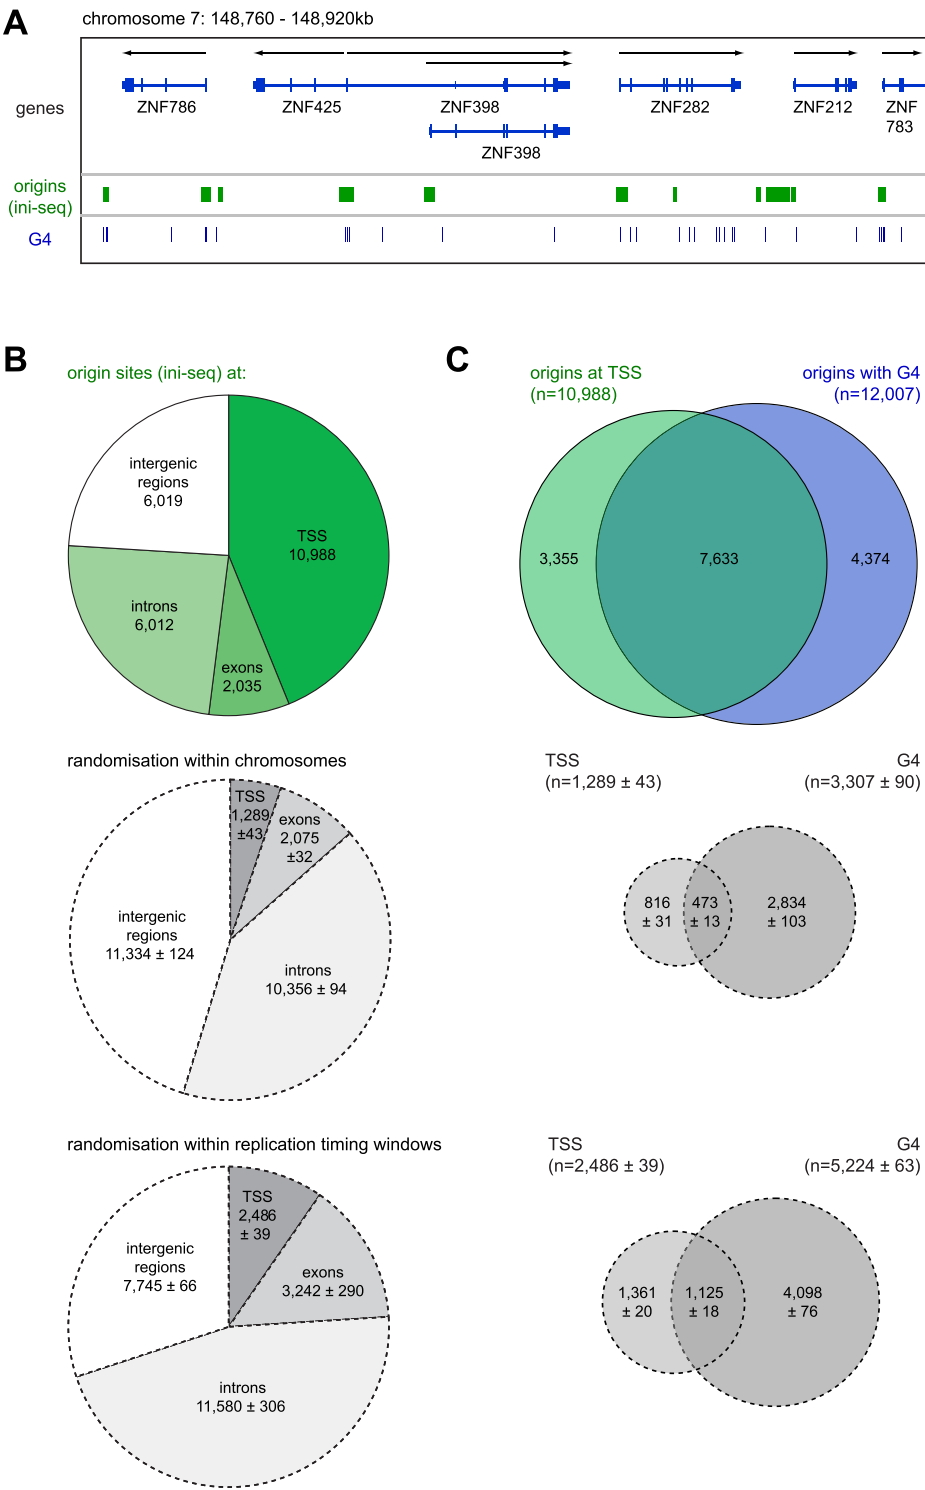 A
chromosome 7: 148,760 - 148,920kb
genes
ZNF786
ZNF425
ZNF398
ZNF282
ZNF212
ZNF
783
ZNF398
origins
(ini-seq)
G4
B
origin sites (ini-seq) at:
intergenic
regions
6,019
TSS
10,988
introns
6,012
exons
2,035
C
origins at TSS
(n=10,988)
origins with G4
(n=12,007)
3,355
7,633
4,374
randomisation within chromosomes
TSS
1,289
±43
exons
2,075
±32
intergenic
regions
11,334 ± 124
introns
10,356 ± 94
TSS
(n=1,289 ± 43)
G4
(n=3,307 ± 90)
816
± 31
473
± 13
2,834
± 103
randomisation within replication timing windows
TSS
2,486
± 39
intergenic
regions
7,745 ± 66
exons
3,242 ± 290
introns
11,580 ± 306
TSS
(n=2,486 ± 39)
G4
(n=5,224 ± 63)
1,361
± 20
1,125
± 18
4,098
± 76